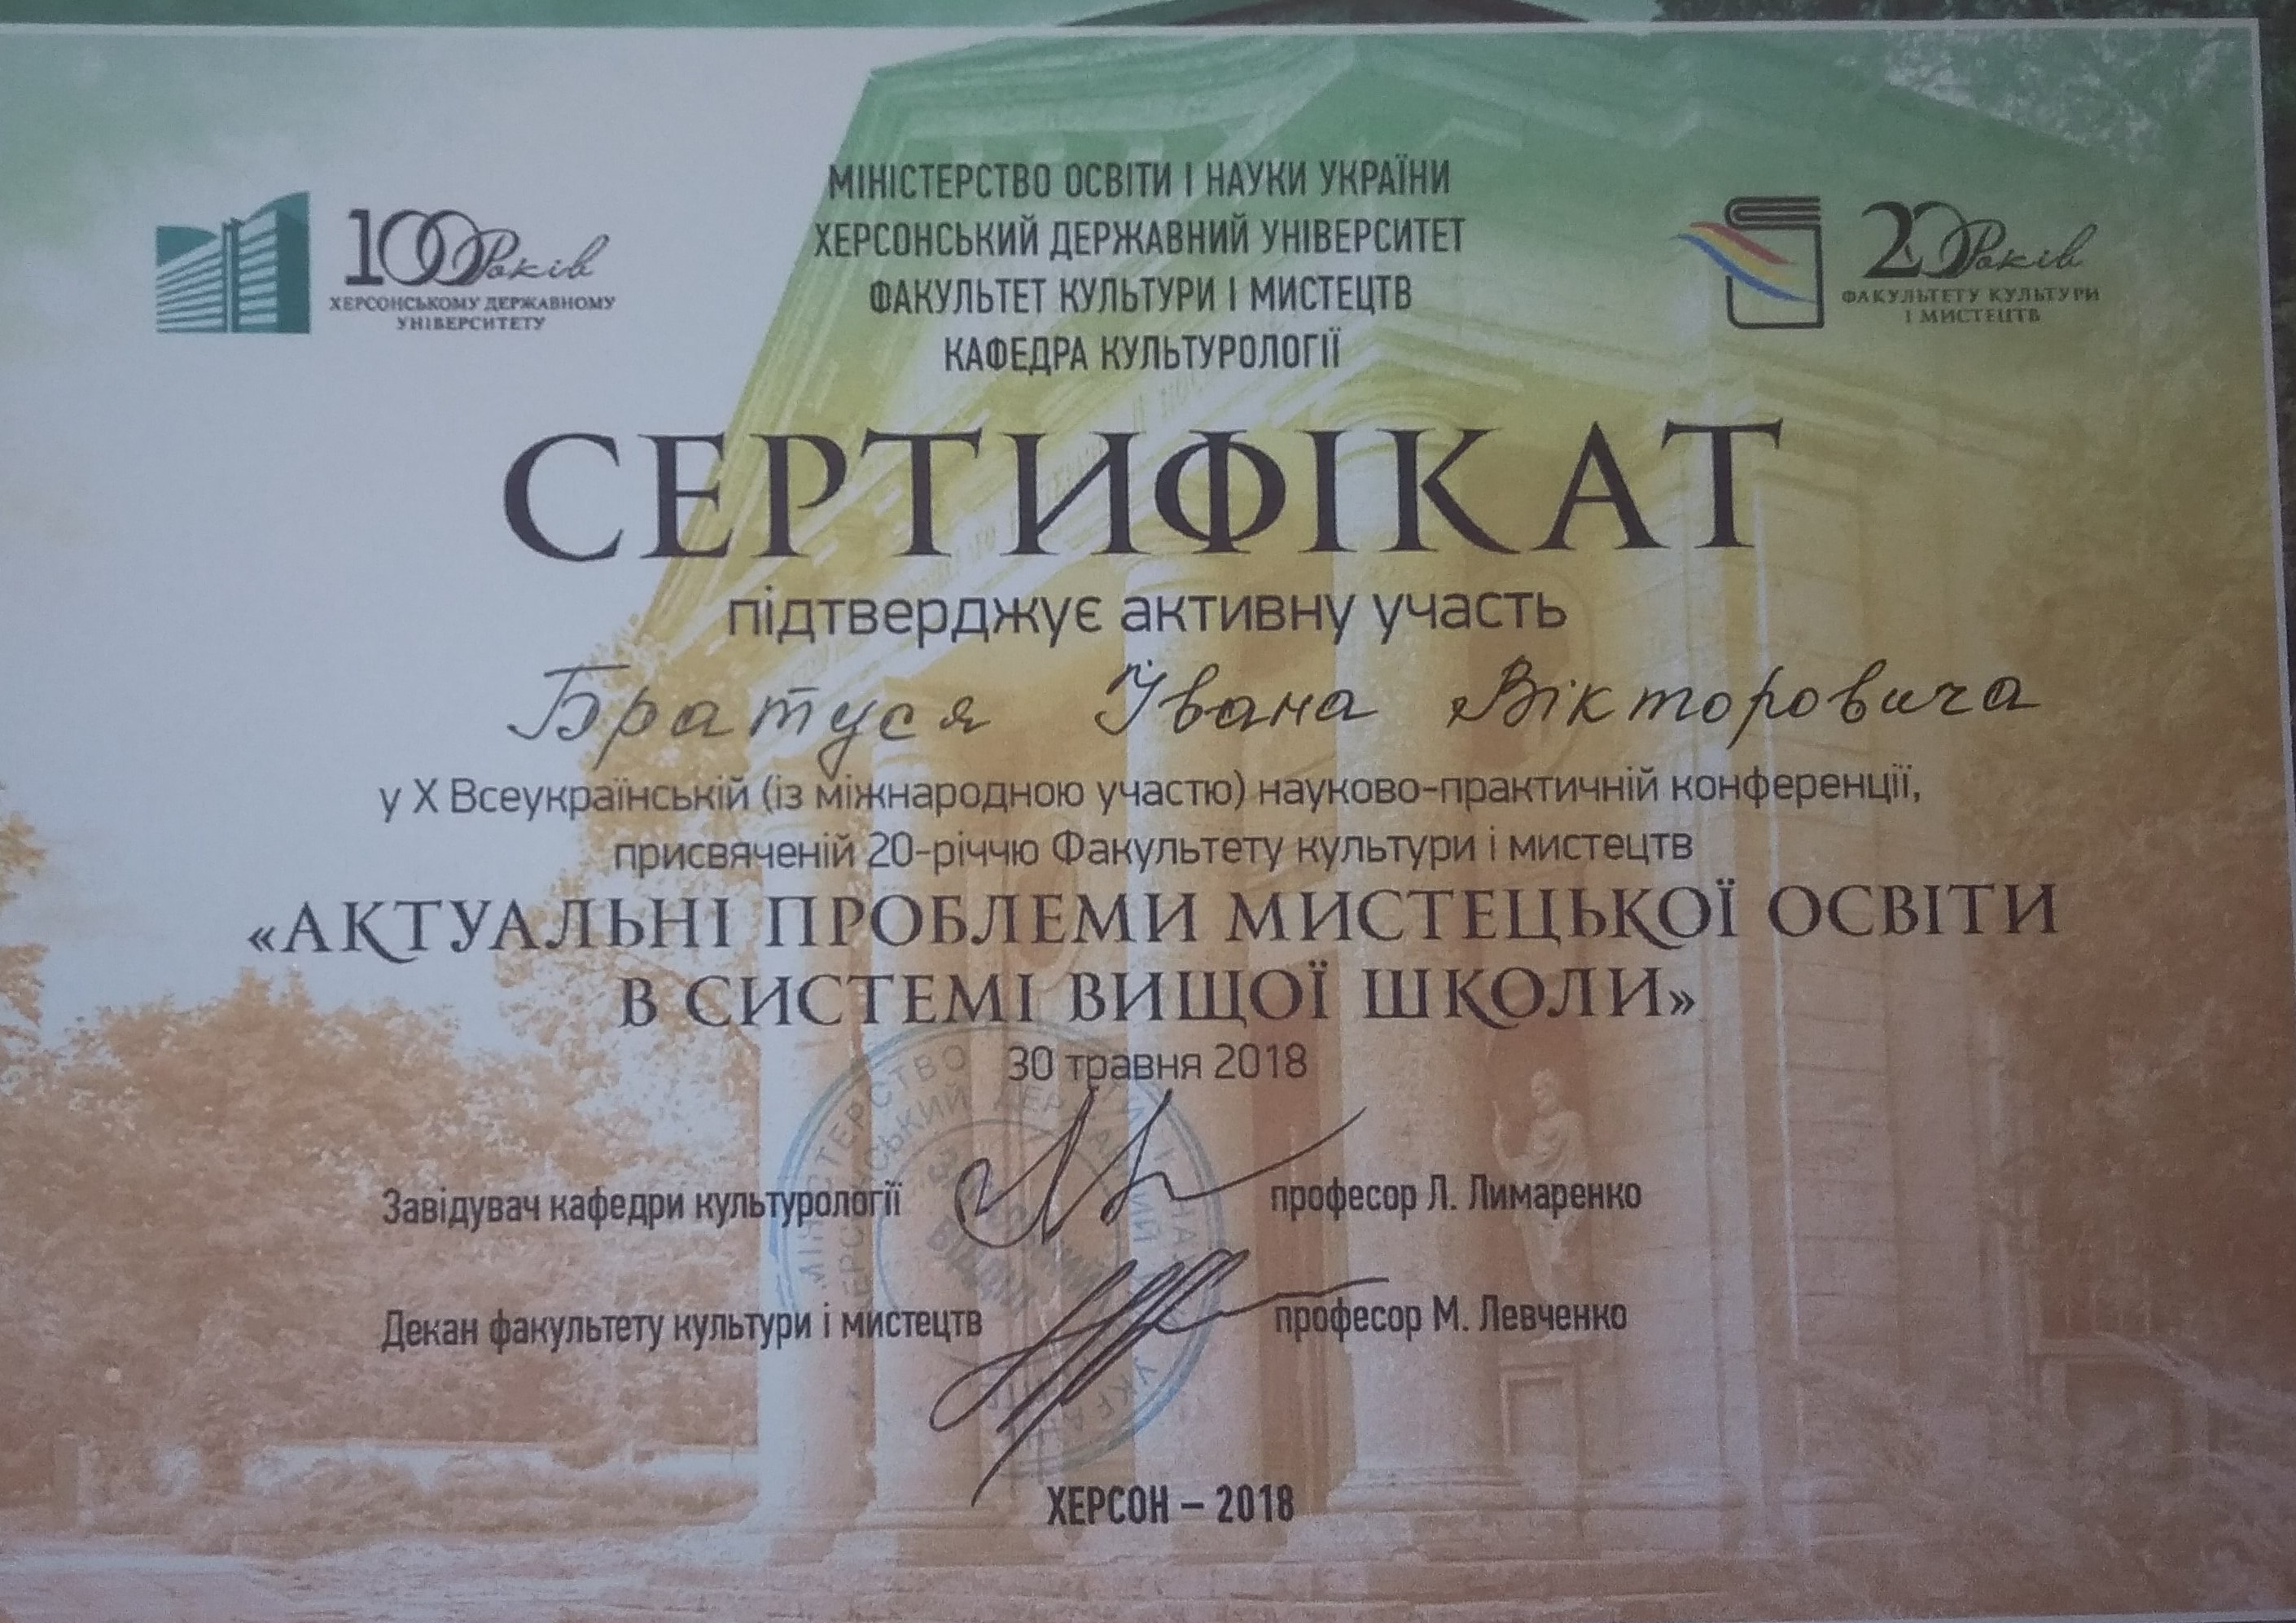 100 Років
ХЕРСОНСЬКОМУ ДЕРЖАВНОМУ
УНІВЕРСИТЕТУ
МІНІСТЕРСТВО ОСВІТИ І НАУКИ УКРАЇНИ
ХЕРСОНСЬКИЙ ДЕРЖАВНИЙ УНІВЕРСИТЕТ
ФАКУЛЬТЕТ КУЛЬТУРИ І МИСТЕЦТВ
КАФЕДРА КУЛЬТУРОЛОГІЇ
20 Років
ФАКУЛЬТЕТУ КУЛЬТУРИ
І МИСТЕЦТВ
СЕРТИФІКАТ
підтверджує активну участь
Братуся Івана Вікторовича
у X Всеукраїнській (із міжнародною участю) науково-практичній конференції,
присвяченій 20-річчю Факультету культури і мистецтв
«АКТУАЛЬНІ ПРОБЛЕМИ МИСТЕЦЬКОЇ ОСВІТИ
В СИСТЕМІ ВИЩОЇ ШКОЛИ»
30 травня 2018
Завідувач кафедри культурології професор Л. Лимаренко
Декан факультету культури і мистецтв професор М. Левченко
ХЕРСОН – 2018